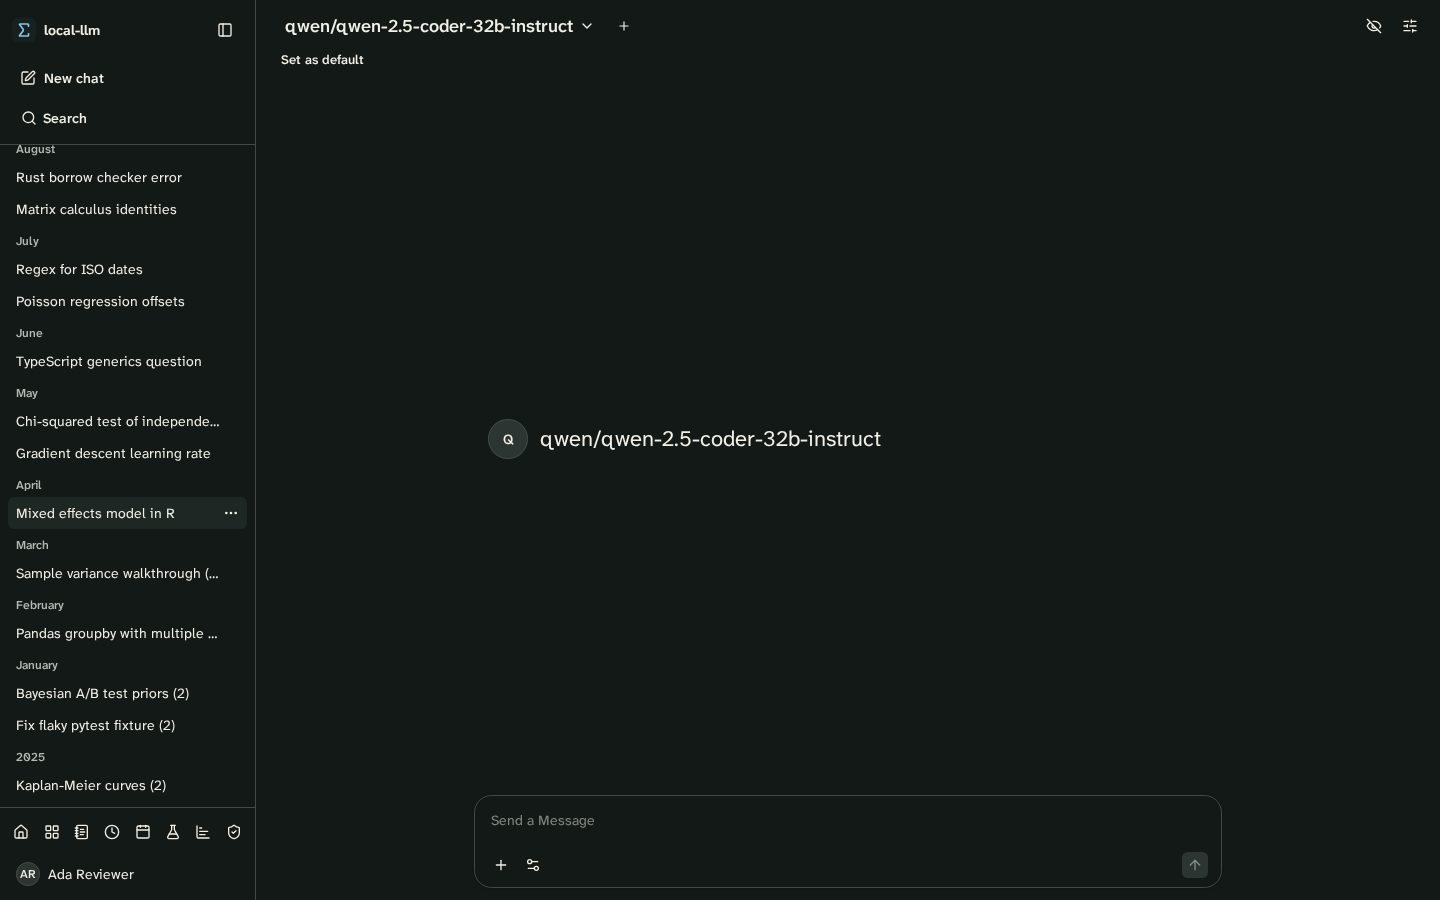 local-llm
New chat
Search
August
Rust borrow checker error
Matrix calculus identities
July
Regex for ISO dates
Poisson regression offsets
June
TypeScript generics question
May
Chi-squared test of independe...
Gradient descent learning rate
April
Mixed effects model in R
March
Sample variance walkthrough (...
February
Pandas groupby with multiple ...
January
Bayesian A/B test priors (2)
Fix flaky pytest fixture (2)
2025
Kaplan-Meier curves (2)
AR Ada Reviewer
qwen/qwen-2.5-coder-32b-instruct
Set as default
Q qwen/qwen-2.5-coder-32b-instruct
Send a Message